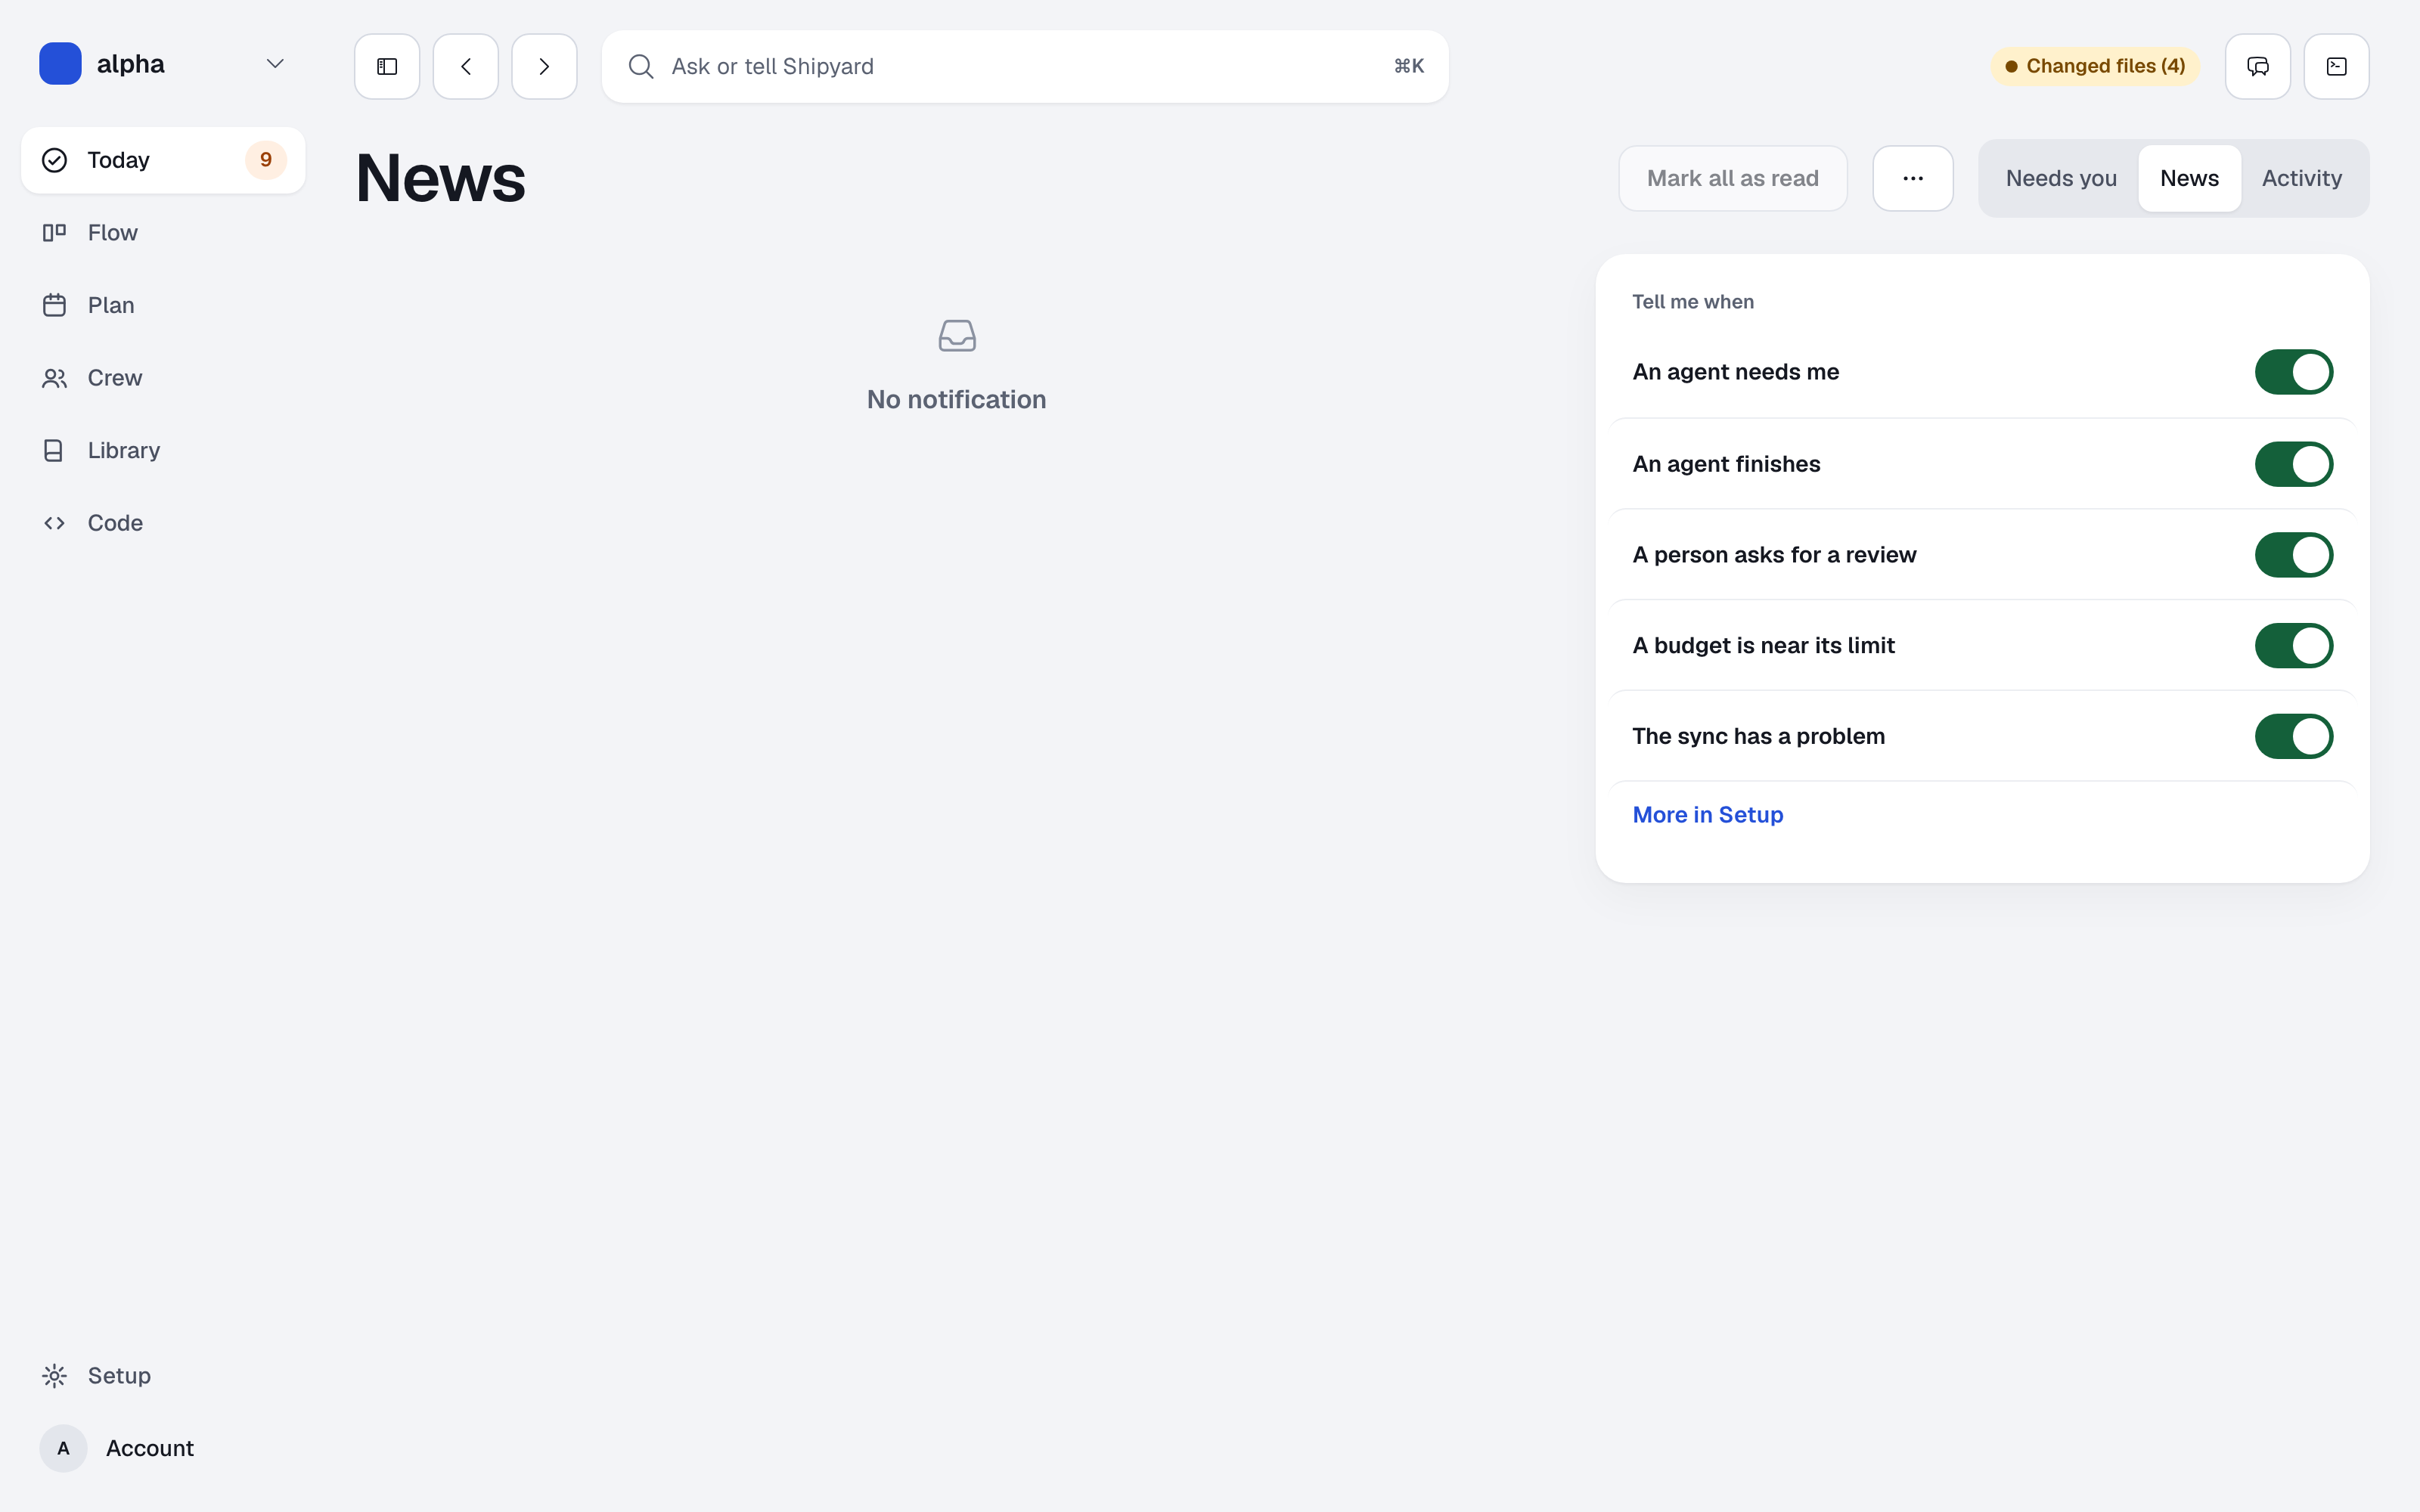 alpha
Ask or tell Shipyard
⌘K
Changed files (4)
Today
9
Flow
Plan
Crew
Library
Code
Setup
A
Account
News
Mark all as read
Needs you
News
Activity
No notification
Tell me when
An agent needs me
An agent finishes
A person asks for a review
A budget is near its limit
The sync has a problem
More in Setup